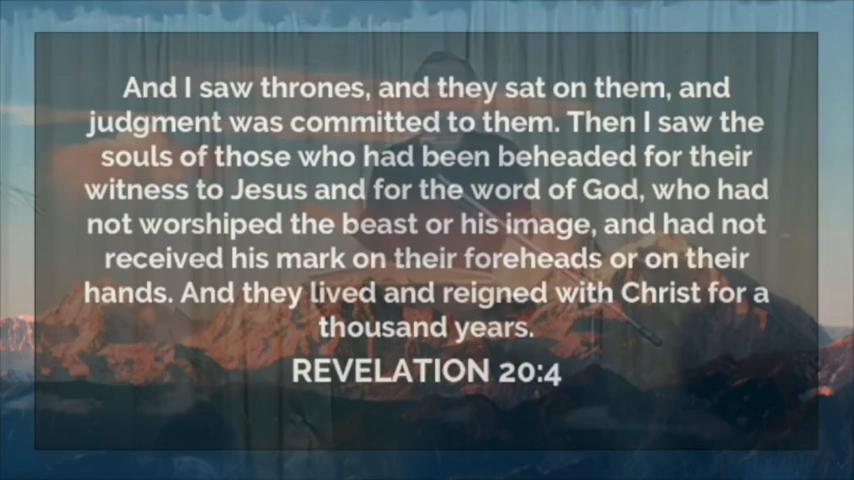 And I saw thrones, and they sat on them, and
judgment was committed to them. Then I saw the
souls of those who had been beheaded for their
witness to Jesus and for the word of God, who had
not worshiped the beast or his image, and had not
received his mark on their foreheads or on their
hands. And they lived and reigned with Christ for a
thousand years.
REVELATION 20:4